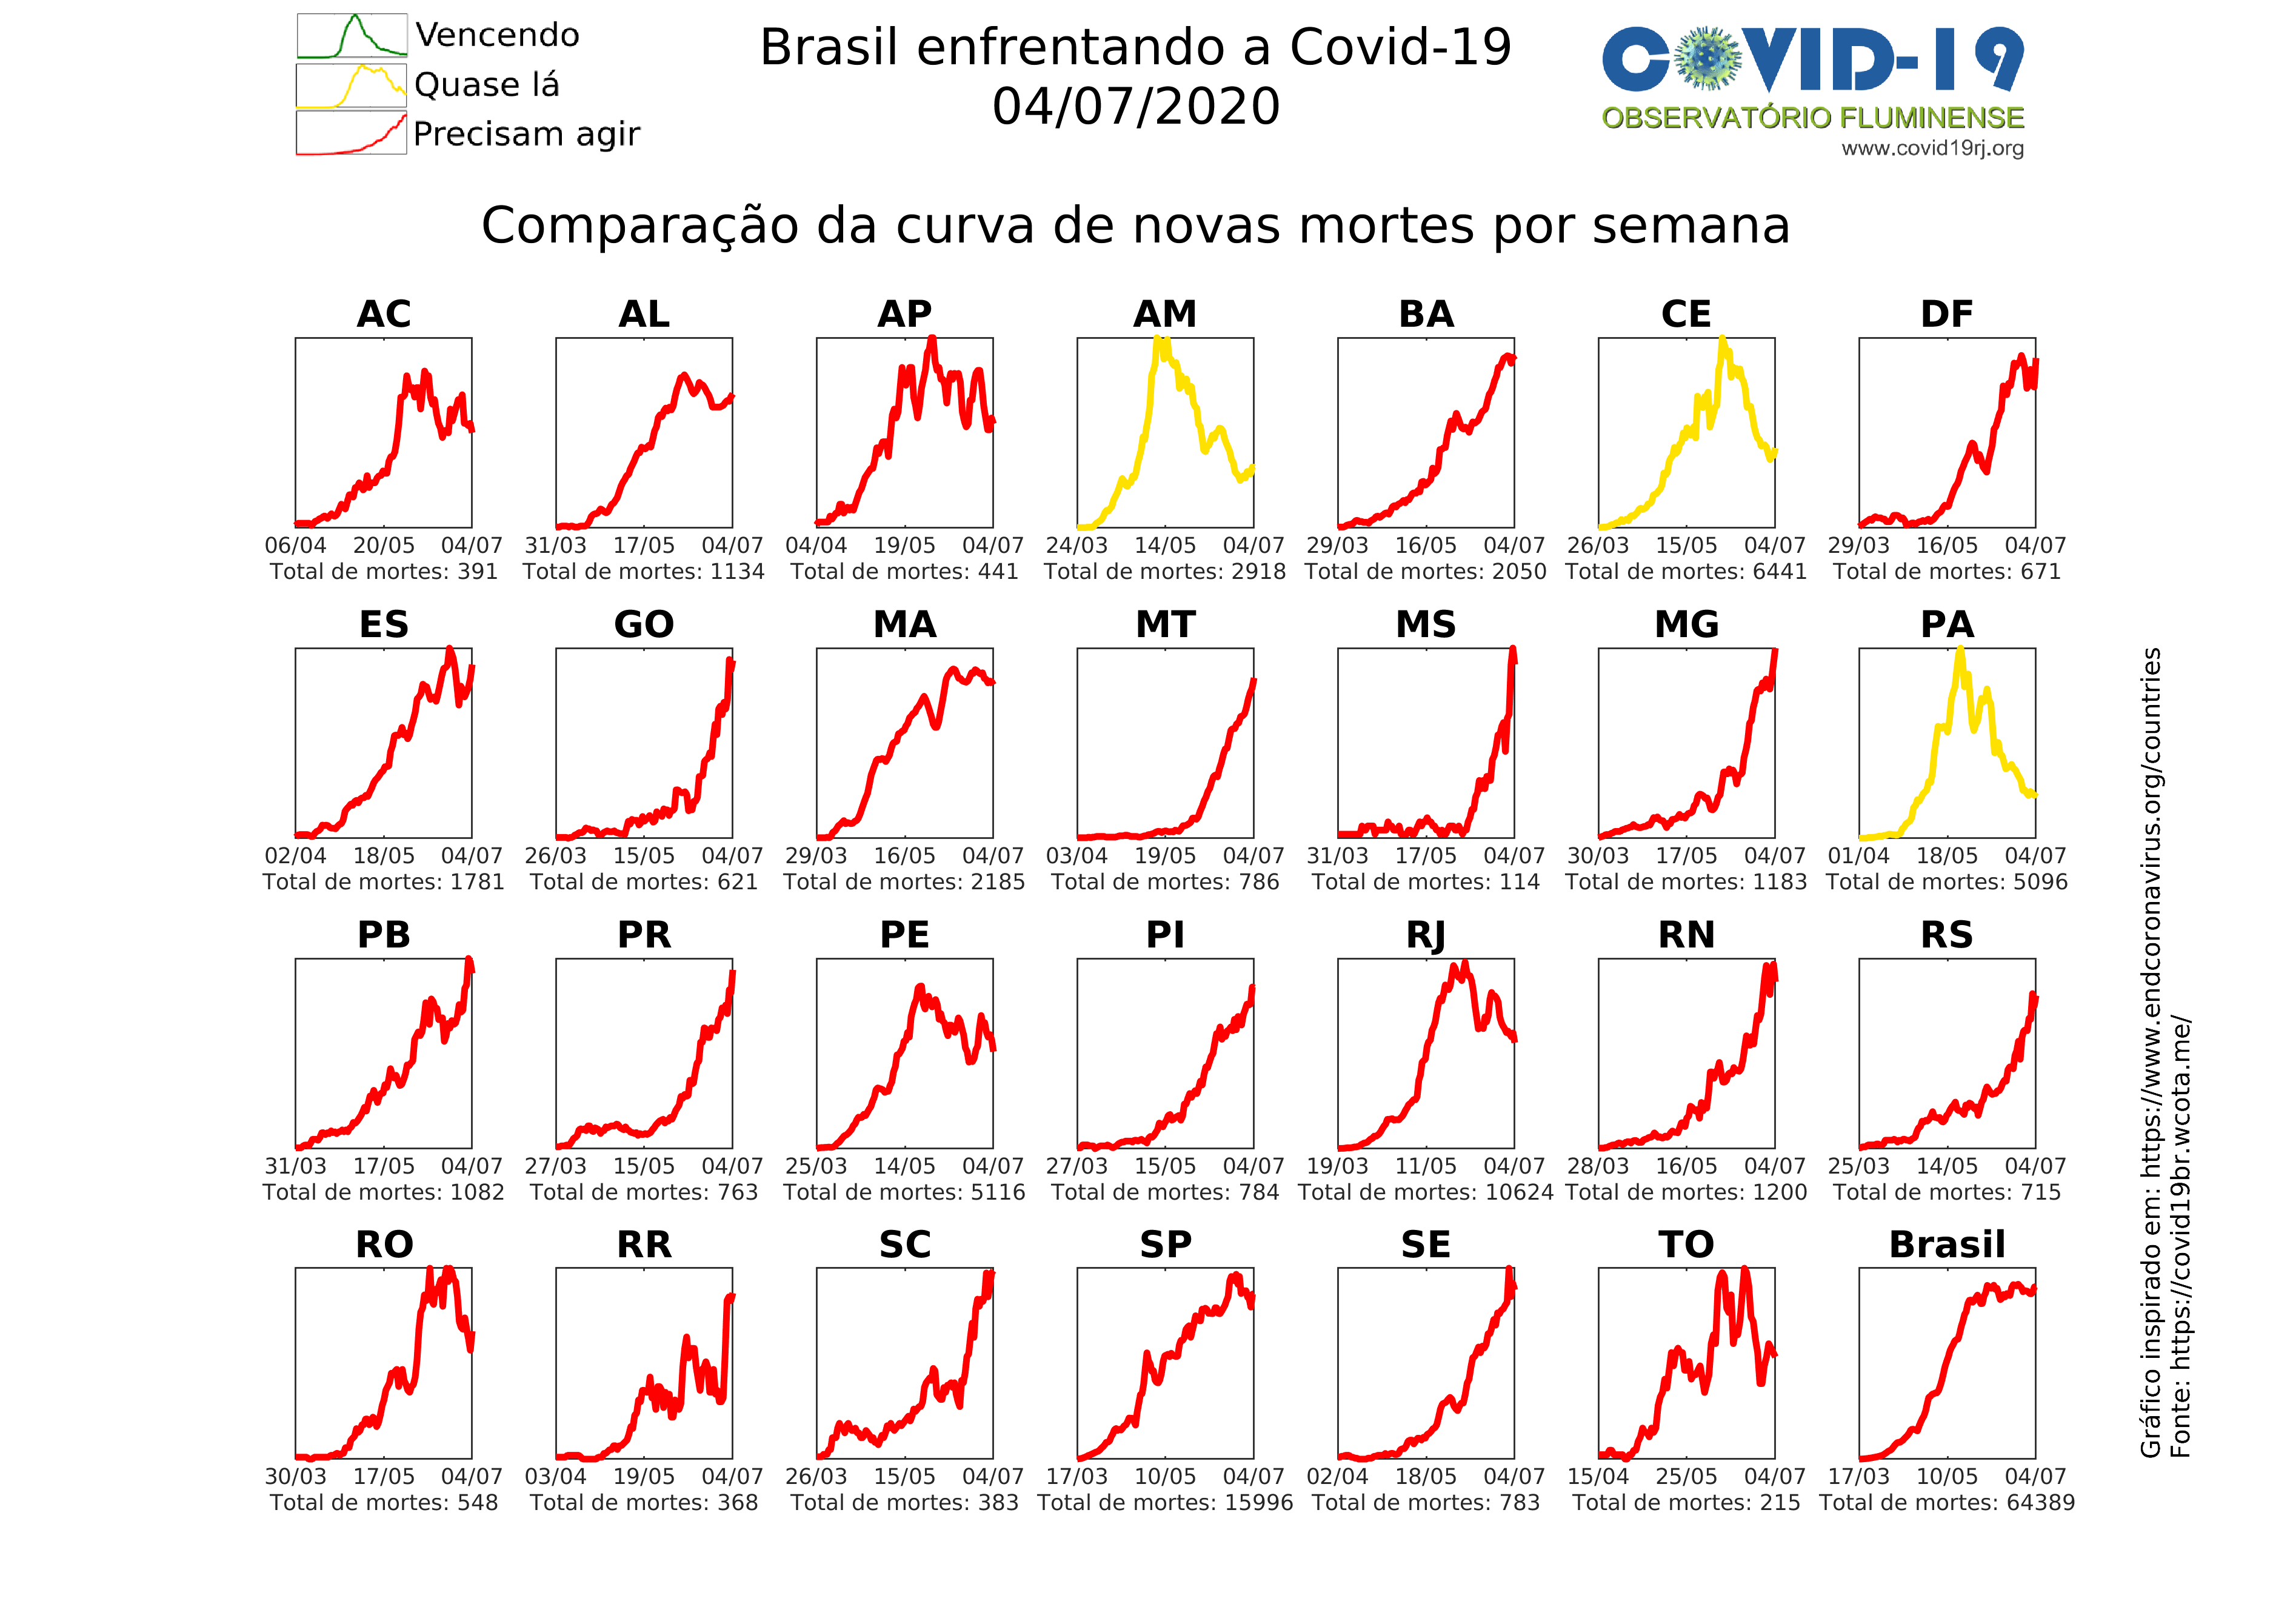 Vencendo
Quase lá
Precisam agir
Brasil enfrentando a Covid-19
04/07/2020
COVID-19
OBSERVATÓRIO FLUMINENSE
www.covid19rj.org
Comparação da curva de novas mortes por semana
AC AL AP AM BA CE DF
06/04 20/05 04/07 31/03 17/05 04/07 04/04 19/05 04/07 24/03 14/05 04/07 29/03 16/05 04/07 26/03 15/05 04/07 29/03 16/05 04/07
Total de mortes: 391 Total de mortes: 1134 Total de mortes: 441 Total de mortes: 2918 Total de mortes: 2050 Total de mortes: 6441 Total de mortes: 671
ES GO MA MT MS MG PA
02/04 18/05 04/07 26/03 15/05 04/07 29/03 16/05 04/07 03/04 19/05 04/07 31/03 17/05 04/07 30/03 17/05 04/07 01/04 18/05 04/07
Total de mortes: 1781 Total de mortes: 621 Total de mortes: 2185 Total de mortes: 786 Total de mortes: 114 Total de mortes: 1183 Total de mortes: 5096
PB PR PE PI RJ RN RS
31/03 17/05 04/07 27/03 15/05 04/07 25/03 14/05 04/07 27/03 15/05 04/07 19/03 11/05 04/07 28/03 16/05 04/07 25/03 14/05 04/07
Total de mortes: 1082 Total de mortes: 763 Total de mortes: 5116 Total de mortes: 784 Total de mortes: 10624 Total de mortes: 1200 Total de mortes: 715
RO RR SC SP SE TO Brasil
30/03 17/05 04/07 03/04 19/05 04/07 26/03 15/05 04/07 17/03 10/05 04/07 02/04 18/05 04/07 15/04 25/05 04/07 17/03 10/05 04/07
Total de mortes: 548 Total de mortes: 368 Total de mortes: 383 Total de mortes: 15996 Total de mortes: 783 Total de mortes: 215 Total de mortes: 64389
Gráfico inspirado em: https://www.endcoronavirus.org/countries
Fonte: https://covid19br.wcota.me/